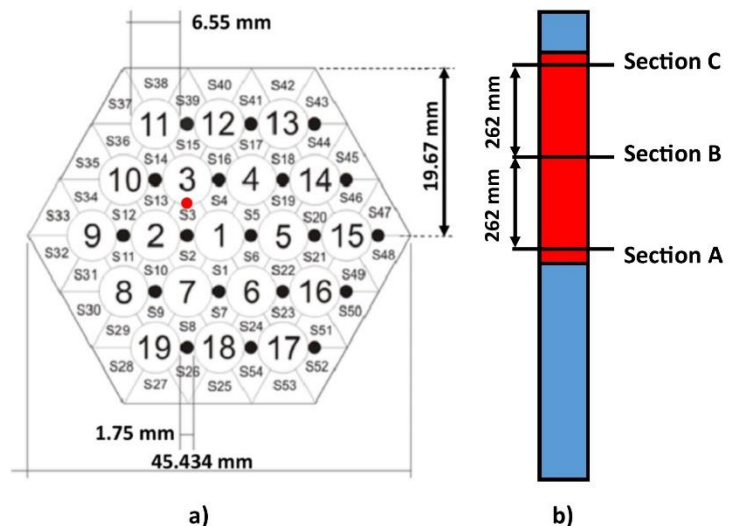 6.55 mm
S38 S40 S42
S37 S39 S41 S43
11 12 13
S36 S15 S17 S44
S35 S14 S16 S18 S45
10 3 4 14
S34 S13 S4 S19 S46
S33 S12 S3 S5 S20 S47
9 2 1 5 15
S32 S11 S2 S6 S21 S48
S31 S10 S1 S22 S49
8 7 6 16
S30 S9 S7 S23 S50
S29 S8 S24 S51
19 18 17
S28 S26 S54 S52
S27 S25 S53
19.67 mm
1.75 mm
45.434 mm
a)
Section C
262 mm
Section B
262 mm
Section A
b)